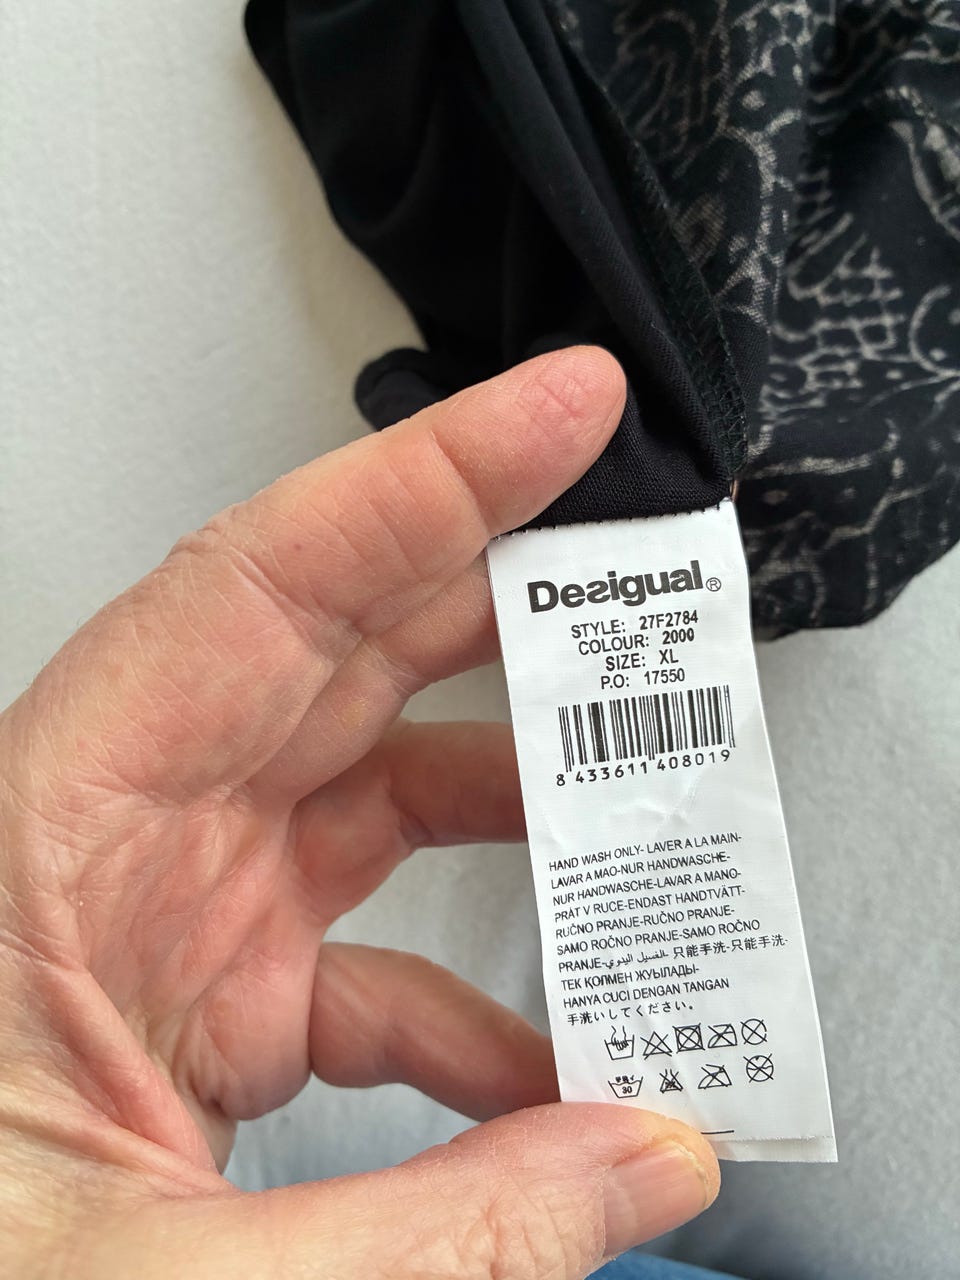 Desigual®
STYLE: 27F2784
COLOUR: 2000
SIZE: XL
P.O: 17550
8 433611 408019
HAND WASH ONLY- LAVER A LA MAIN-
LAVAR A MAO-NUR HANDWASCHE-
NUR HANDWASCHE-LAVAR A MANO-
PRÁT V RUCE-ENDAST HANDTVÄTT-
RUČNO PRANJE-RUČNO PRANJE-
SAMO ROČNO PRANJE-SAMO ROČNO
PRANJE-الغسيل اليدوي- 只能手洗-只能手洗-
ТЕК ҚОЛМЕН ЖУЫЛАДЫ-
HANYA CUCI DENGAN TANGAN
手洗いしてください。
30